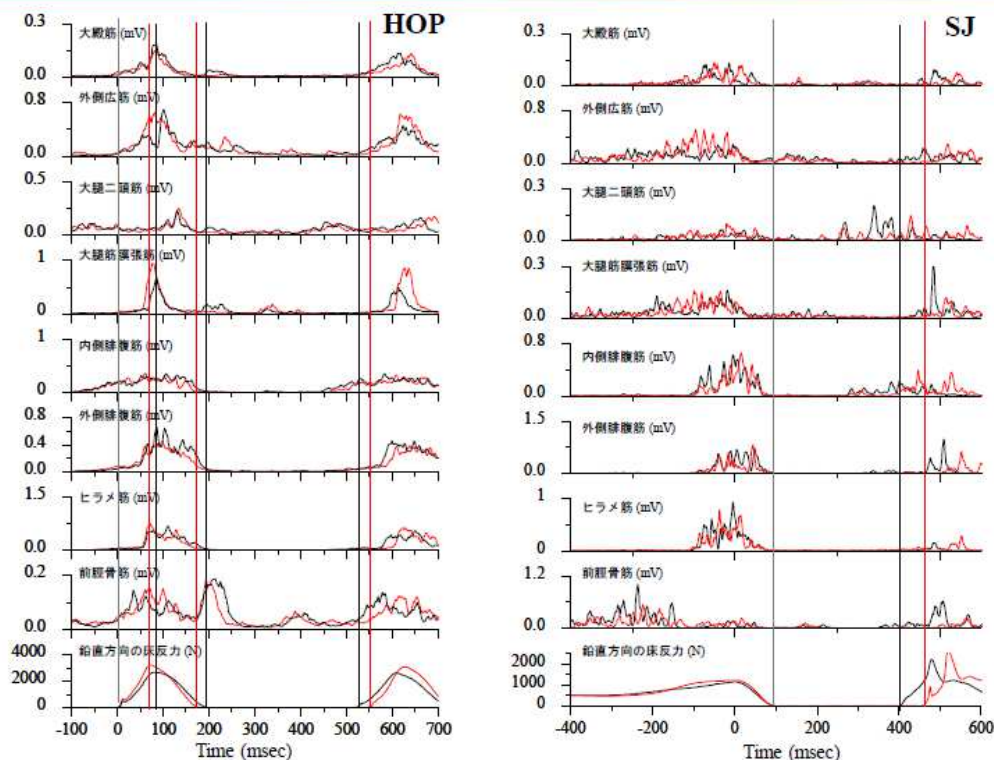 HOP
大殿筋 (mV)
0.3
0.0
外側広筋 (mV)
0.8
0.0
大腿二頭筋 (mV)
0.5
0.0
大腿筋膜張筋 (mV)
1
0
内側腓腹筋 (mV)
1
0
外側腓腹筋 (mV)
0.8
0.4
0.0
ヒラメ筋 (mV)
1.5
0.0
前脛骨筋 (mV)
0.2
0.0
鉛直方向の床反力 (N)
4000
2000
0
-100 0 100 200 300 400 500 600 700
Time (msec)
SJ
大殿筋 (mV)
0.3
0.0
外側広筋 (mV)
0.8
0.0
大腿二頭筋 (mV)
0.3
0.0
大腿筋膜張筋 (mV)
0.3
0.0
内側腓腹筋 (mV)
0.8
0.0
外側腓腹筋 (mV)
1.5
0.0
ヒラメ筋 (mV)
1
0
前脛骨筋 (mV)
1.2
0.0
鉛直方向の床反力 (N)
2000
1000
0
-400 -200 0 200 400 600
Time (msec)